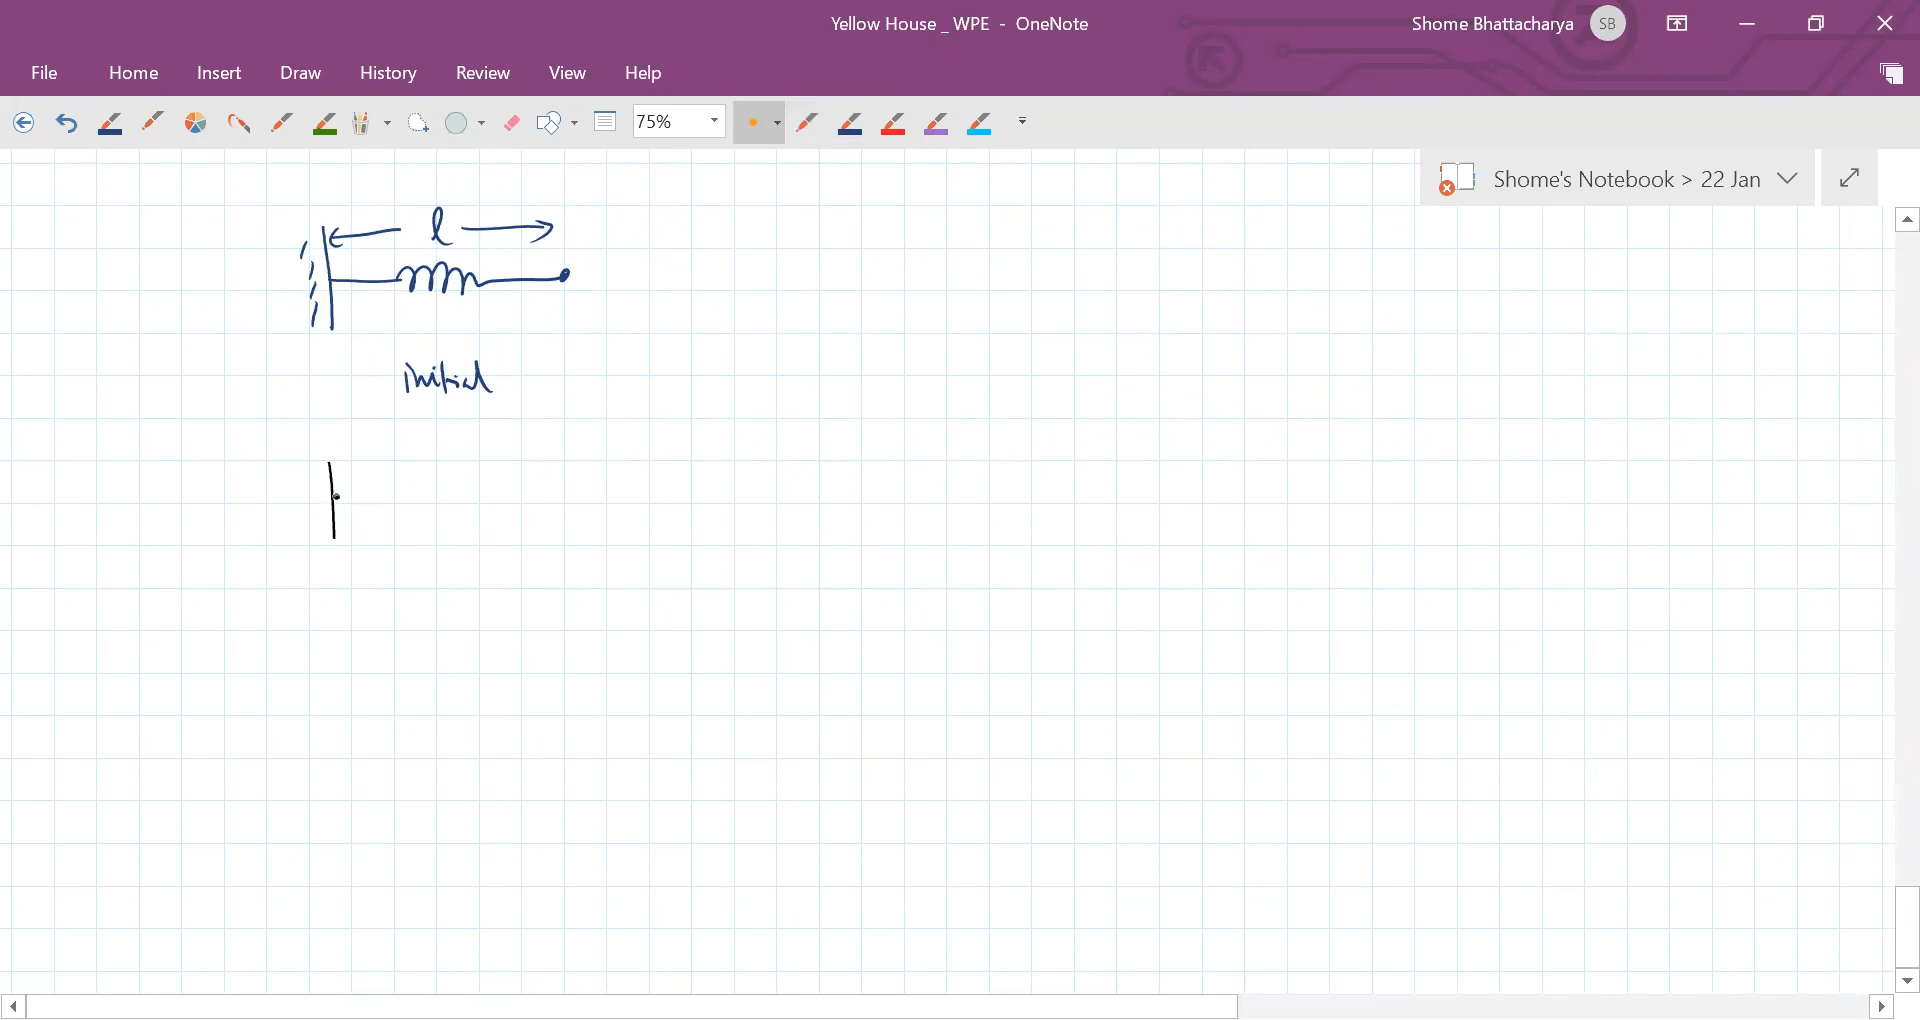 Yellow House _ WPE - OneNote
Shome Bhattacharya
SB
File Home Insert Draw History Review View Help
75%
Shome's Notebook > 22 Jan
l
initial